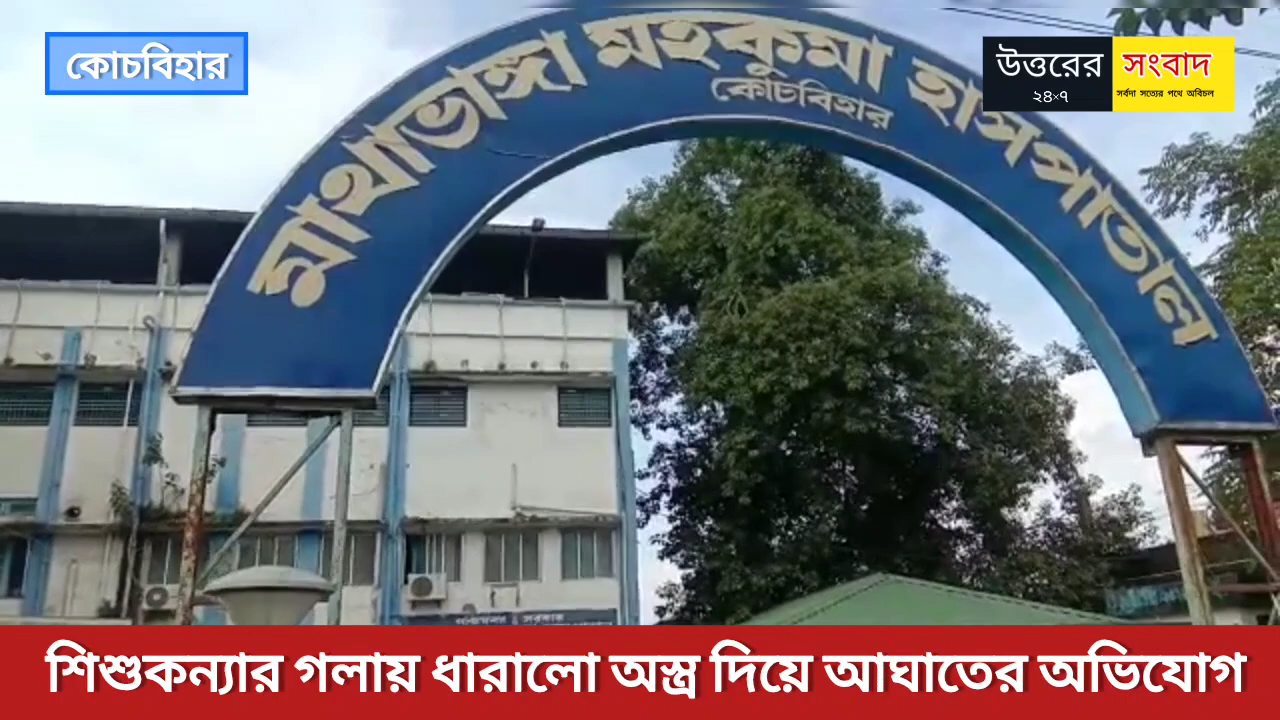 কোচবিহার
উত্তরের
২৪×৭
সংবাদ
সর্বদা সত্যের পথে অবিচল
মাথাভাঙ্গা মহকুমা হাসপাতাল
কোচবিহার
শিশুকন্যার গলায় ধারালো অস্ত্র দিয়ে আঘাতের অভিযোগ